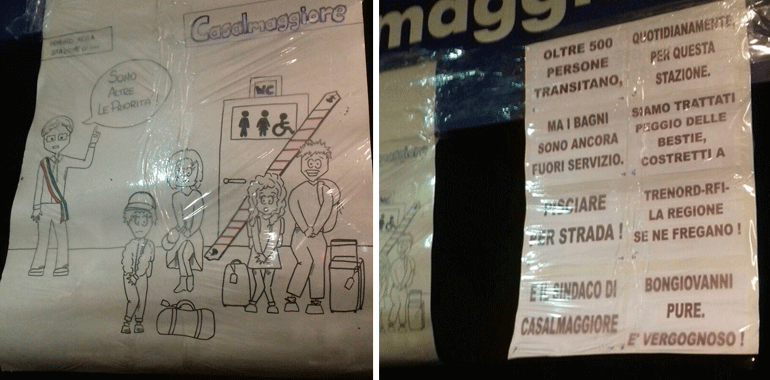 Casalmaggiore
SONO
ALTRE
LE PRIORITA'!
WC
maggi
OLTRE 500
PERSONE
TRANSITANO,
QUOTIDIANAMENTE,
PER QUESTA
STAZIONE.
MA I BAGNI
SONO ANCORA
FUORI SERVIZIO.
SIAMO TRATTATI
PEGGIO DELLE
BESTIE,
COSTRETTI A
PISCIARE
PER STRADA !
TRENORD-RFI-
LA REGIONE
SE NE FREGANO !
E IL SINDACO DI
CASALMAGGIORE
BONGIOVANNI
PURE.
E' VERGOGNOSO !